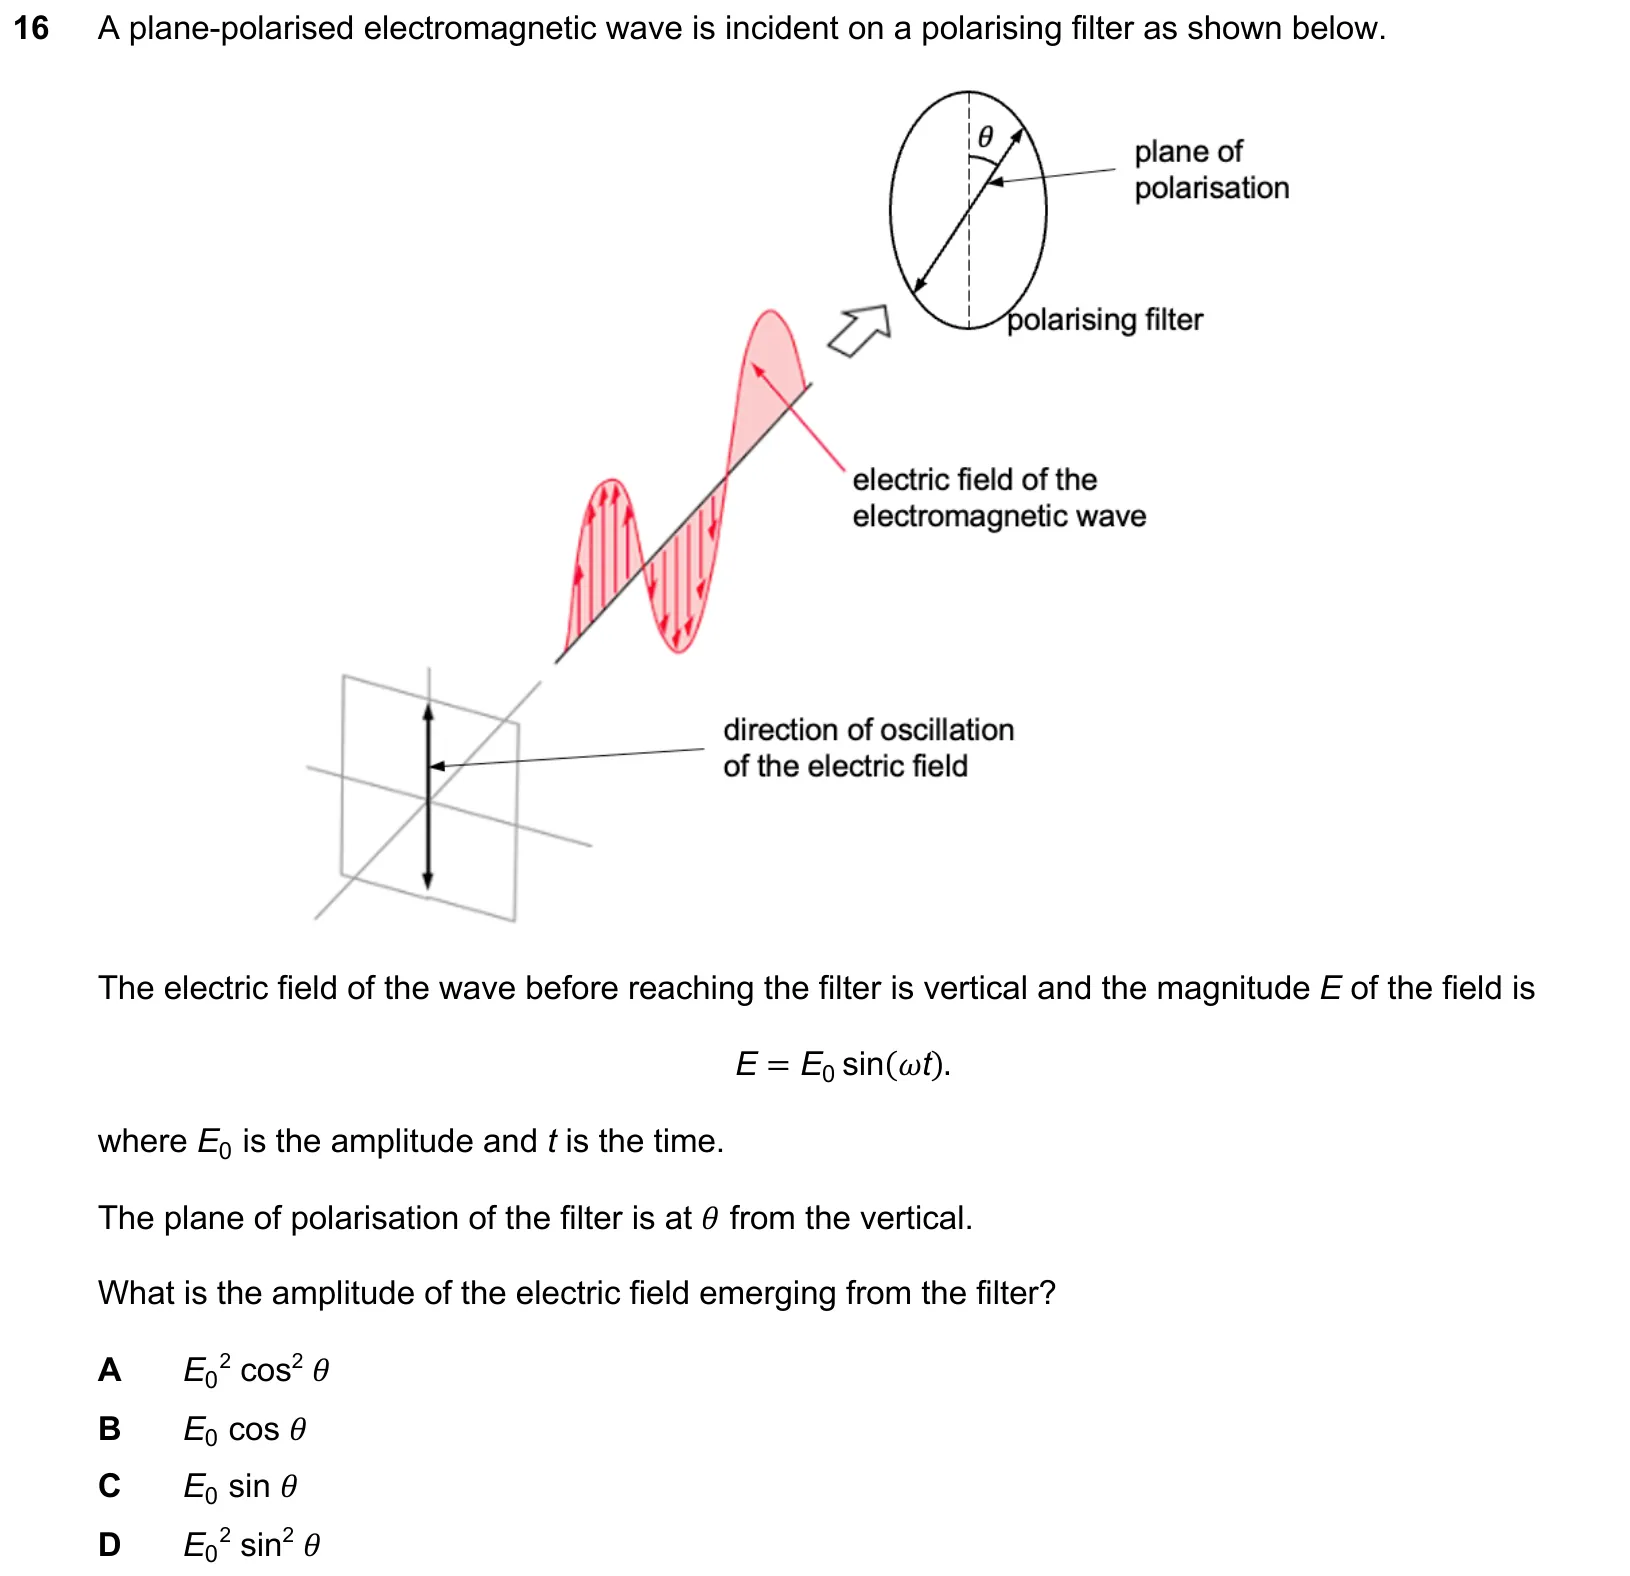 16 A plane-polarised electromagnetic wave is incident on a polarising filter as shown below.
θ
plane of
polarisation
polarising filter
electric field of the
electromagnetic wave
direction of oscillation
of the electric field
The electric field of the wave before reaching the filter is vertical and the magnitude E of the field is
E = E₀ sin(ωt).
where E₀ is the amplitude and t is the time.
The plane of polarisation of the filter is at θ from the vertical.
What is the amplitude of the electric field emerging from the filter?
A E₀² cos² θ
B E₀ cos θ
C E₀ sin θ
D E₀² sin² θ